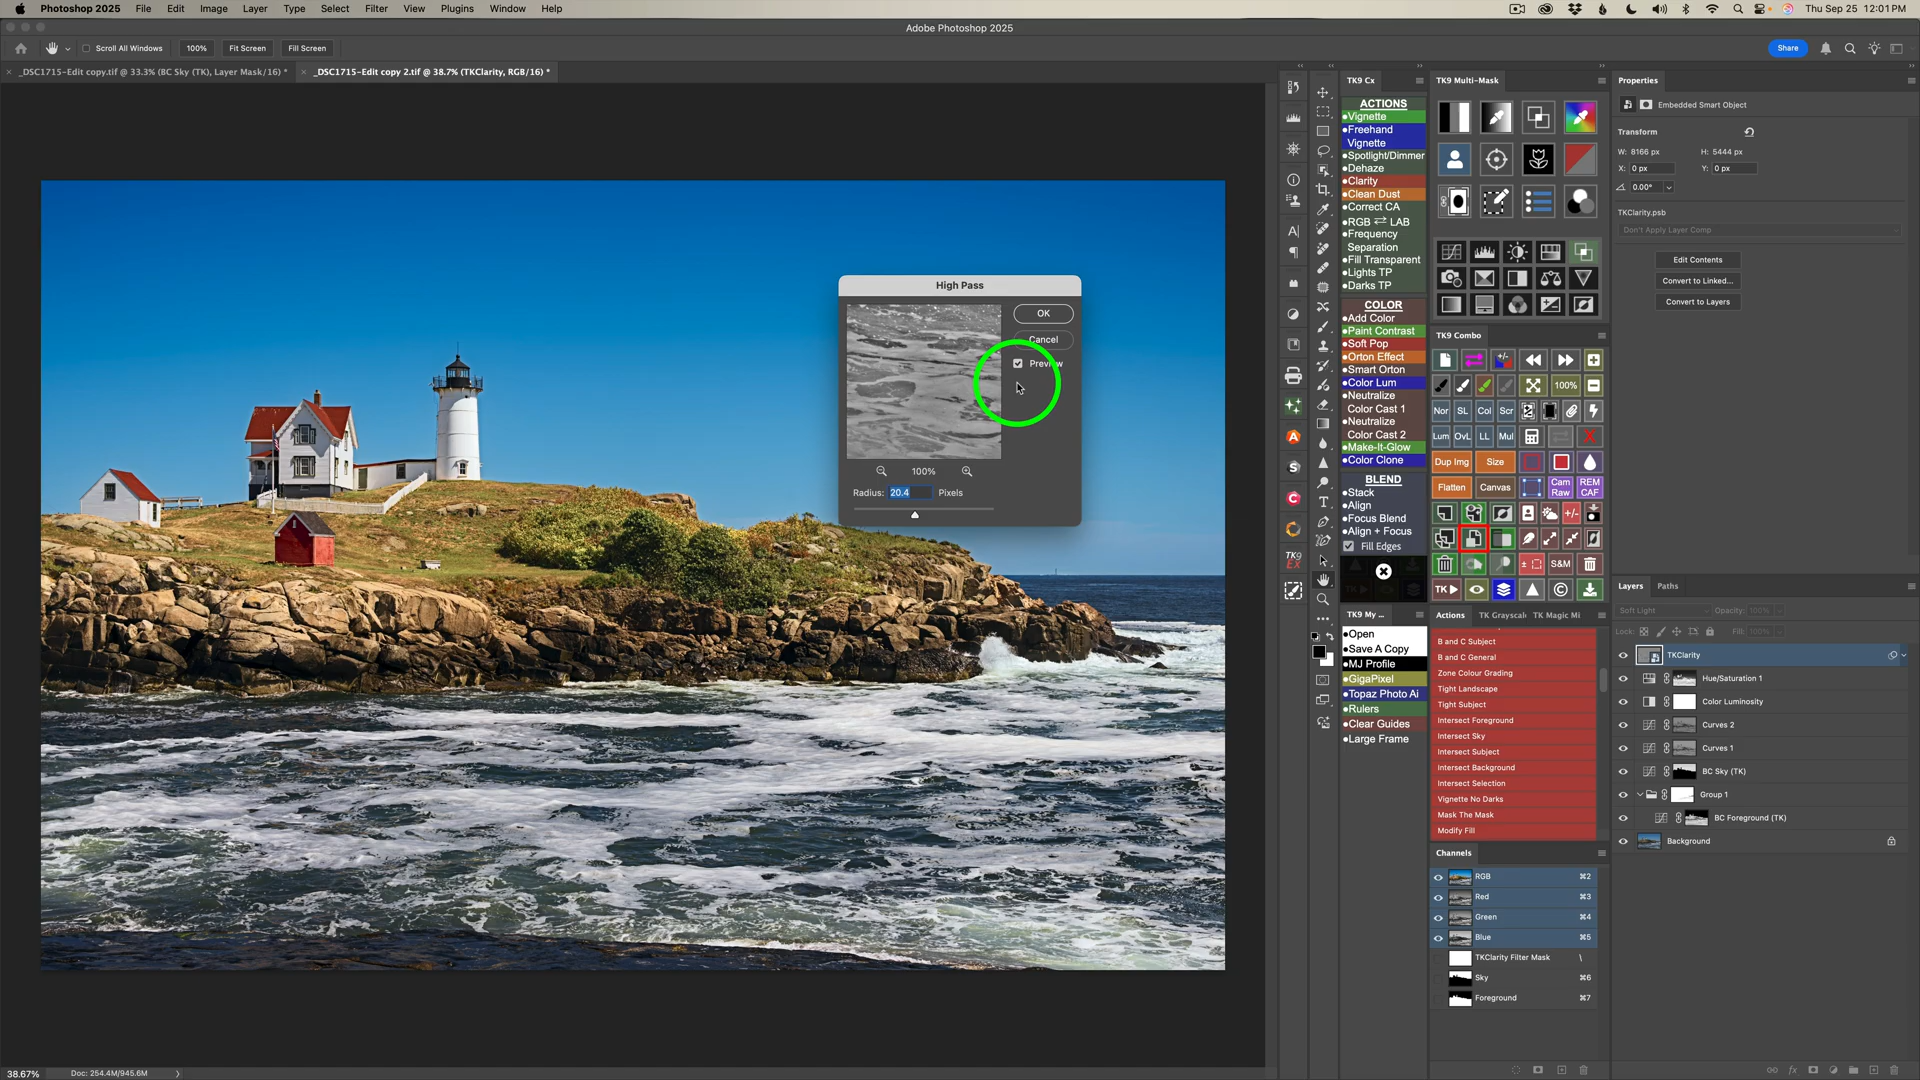 Photoshop 2025 File Edit Image Layer Type Select Filter View Plugins Window Help
Thu Sep 25 12:01 PM
Adobe Photoshop 2025
Scroll All Windows 100% Fit Screen Fill Screen
Share
_DSC1715-Edit copy.tif @ 33.3% (BC Sky (TK), Layer Mask/16) *
_DSC1715-Edit copy 2.tif @ 38.7% (TKClarity, RGB/16) *
High Pass
OK
Cancel
Preview
100%
Radius: 20.4 Pixels
TK9 Cx
ACTIONS
Vignette
Freehand
Vignette
Spotlight/Dimmer
Dehaze
Clarity
Clean Dust
Correct CA
RGB ⇄ LAB
Frequency
Separation
Fill Transparent
Lights TP
Darks TP
COLOR
Add Color
Paint Contrast
Soft Pop
Orton Effect
Smart Orton
Color Lum
Neutralize
Color Cast 1
Neutralize
Color Cast 2
Make-It-Glow
Color Clone
BLEND
Stack
Align
Focus Blend
Align + Focus
Fill Edges
TK9 My ...
Open
Save A Copy
MJ Profile
GigaPixel
Topaz Photo Ai
Rulers
Clear Guides
Large Frame
TK9 Multi-Mask
TK9 Combo
100%
Nor SL Col Scr
Lum OvL LL Mul
Dup Img Size
Flatten Canvas Cam Raw REM CAF
S&M
TK
Actions TK Grayscal TK Magic Mi
B and C Subject
B and C General
Zone Colour Grading
Tight Landscape
Tight Subject
Intersect Foreground
Intersect Sky
Intersect Subject
Intersect Background
Intersect Selection
Vignette No Darks
Mask The Mask
Modify Fill
Channels
RGB ⌘2
Red ⌘3
Green ⌘4
Blue ⌘5
TKClarity Filter Mask \
Sky ⌘6
Foreground ⌘7
Properties
Embedded Smart Object
Transform
W: 8166 px H: 5444 px
X: 0 px Y: 0 px
0.00°
TKClarity.psb
Don't Apply Layer Comp
Edit Contents
Convert to Linked...
Convert to Layers
Layers Paths
Soft Light Opacity: 100%
Lock: Fill: 100%
TKClarity
Hue/Saturation 1
Color Luminosity
Curves 2
Curves 1
BC Sky (TK)
Group 1
BC Foreground (TK)
Background
TK9
EX
38.67% Doc: 254.4M/945.6M